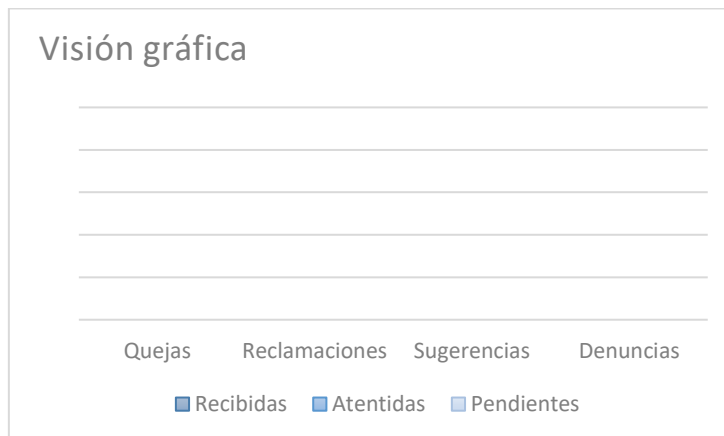 Visión gráfica
Quejas Reclamaciones Sugerencias Denuncias
Recibidas Atentidas Pendientes